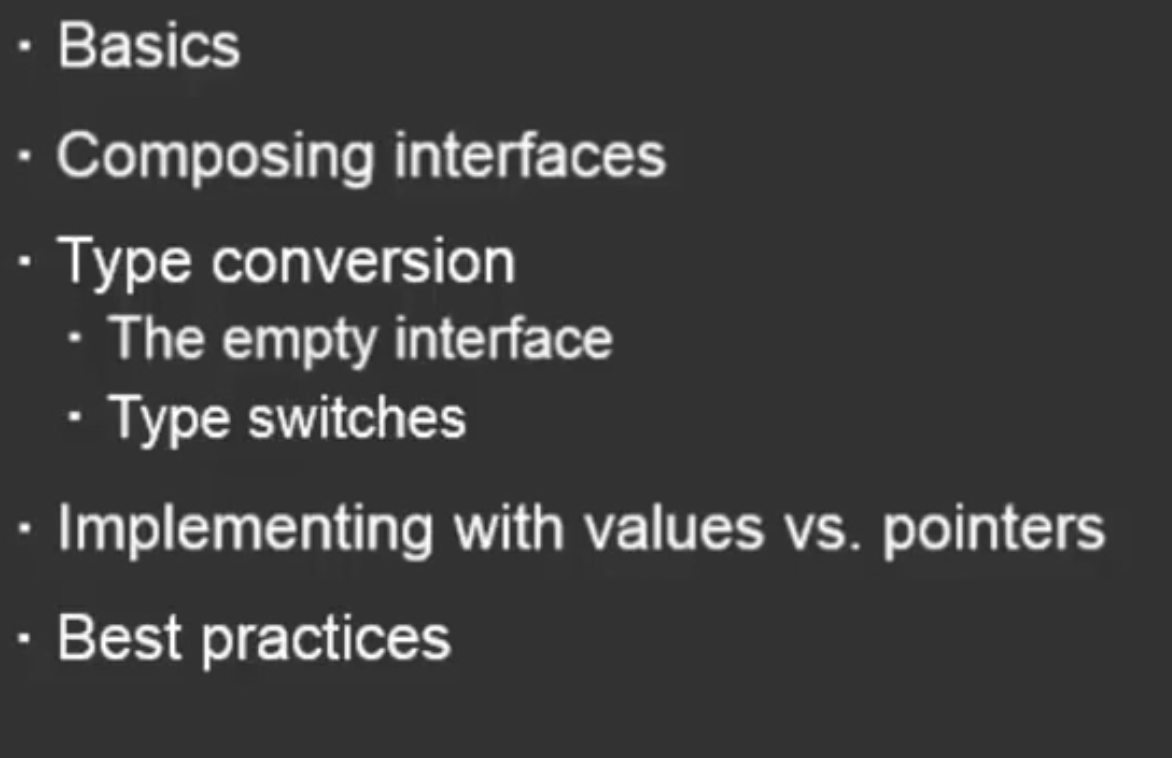 · Basics
· Composing interfaces
· Type conversion
· The empty interface
· Type switches
· Implementing with values vs. pointers
· Best practices